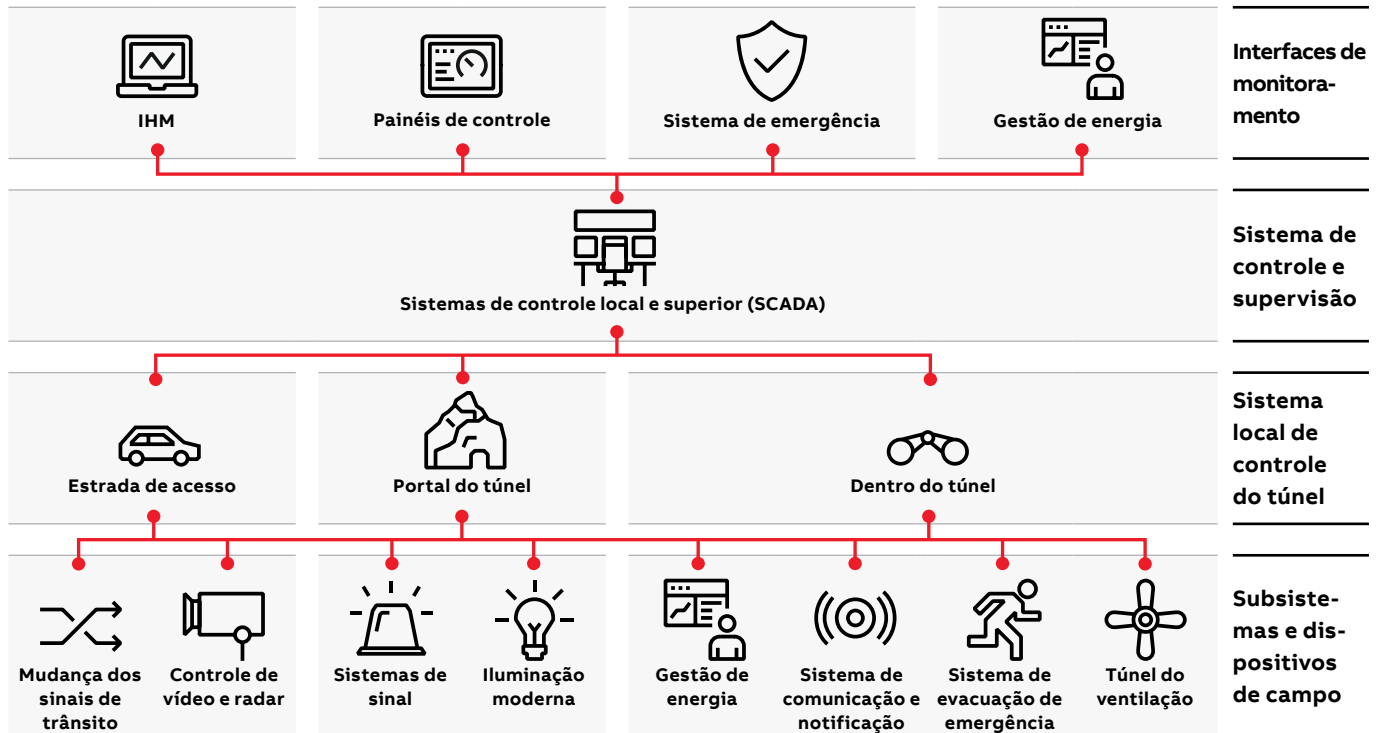 IHM
Painéis de controle
Sistema de emergência
Gestão de energia
Interfaces de
monitora-
mento
Sistemas de controle local e superior (SCADA)
Sistema de
controle e
supervisão
Estrada de acesso
Portal do túnel
Dentro do túnel
Sistema
local de
controle
do túnel
Mudança dos
sinais de
trânsito
Controle de
vídeo e radar
Sistemas de
sinal
Iluminação
moderna
Gestão de
energia
Sistema de
comunicação e
notificação
Sistema de
evacuação de
emergência
Túnel do
ventilação
Subsiste-
mas e dis-
positivos
de campo